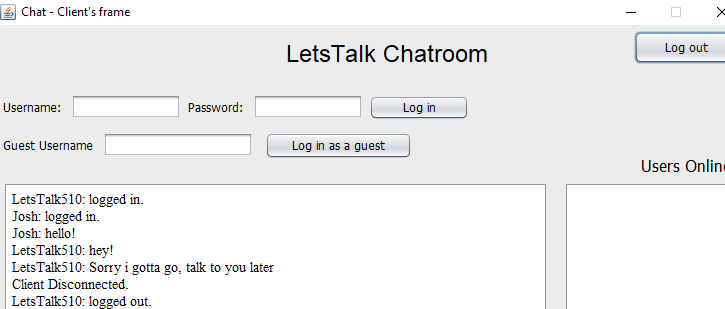 Chat - Client's frame
LetsTalk Chatroom
Log out
Username:
Password:
Log in
Guest Username
Log in as a guest
Users Online
LetsTalk510: logged in.
Josh: logged in.
Josh: hello!
LetsTalk510: hey!
LetsTalk510: Sorry i gotta go, talk to you later
Client Disconnected.
LetsTalk510: logged out.